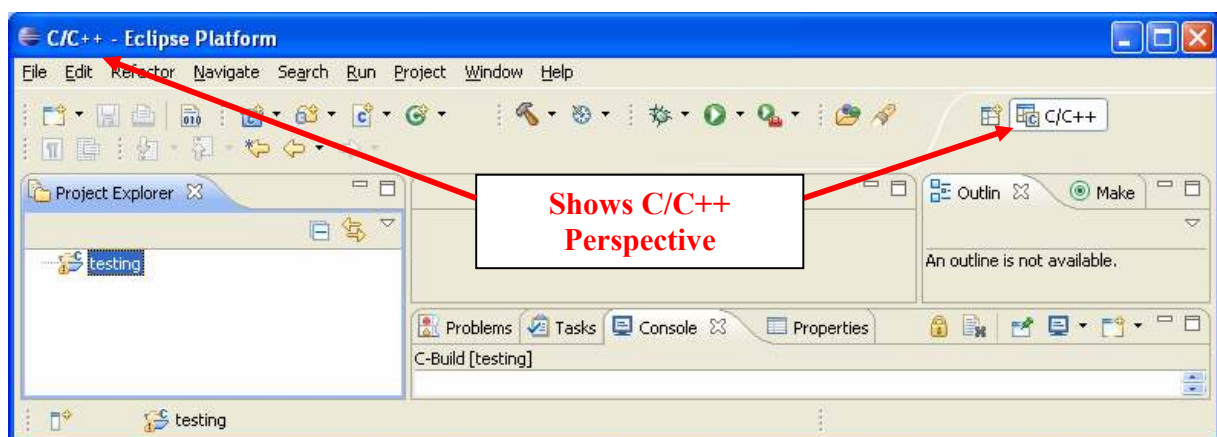 C/C++ - Eclipse Platform
File Edit Refactor Navigate Search Run Project Window Help
010
C/C++
Project Explorer
Outlin Make
Shows C/C++
Perspective
testing
An outline is not available.
Problems Tasks Console Properties
C-Build [testing]
testing